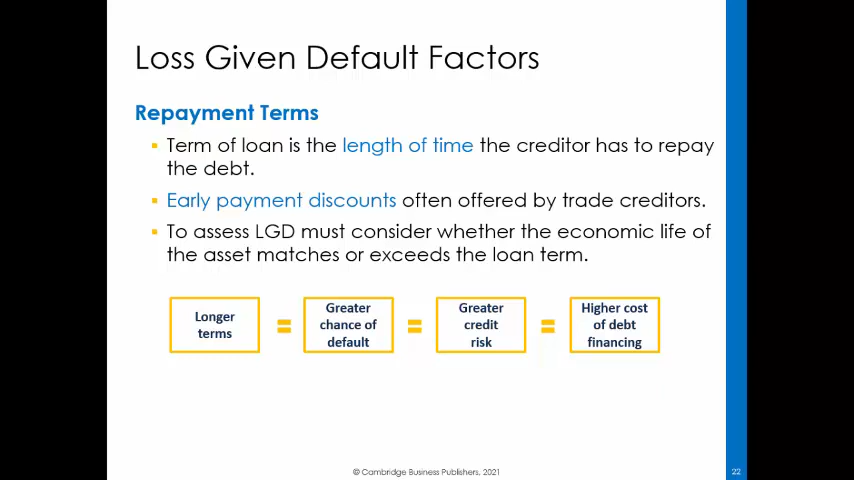 Loss Given Default Factors
Repayment Terms
Term of loan is the length of time the creditor has to repay
the debt.
Early payment discounts often offered by trade creditors.
To assess LGD must consider whether the economic life of
the asset matches or exceeds the loan term.
Longer
terms
=
Greater
chance of
default
=
Greater
credit
risk
=
Higher cost
of debt
financing
© Cambridge Business Publishers, 2021
22